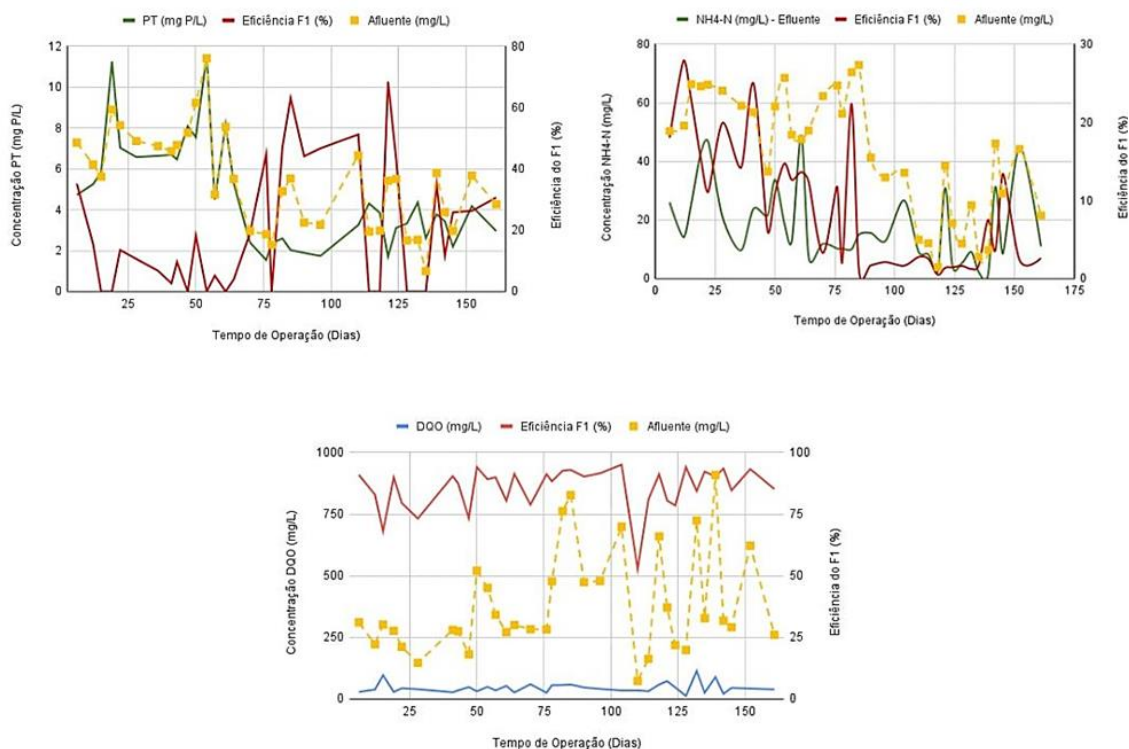 PT (mg P/L) Eficiência F1 (%) Afluente (mg/L)
Concentração PT (mg P/L)
12
10
8
6
4
2
0
80
60
40
20
0
Eficiência do F1 (%)
25 50 75 100 125 150
Tempo de Operação (Dias)
NH4-N (mg/L) - Efluente Eficiência F1 (%) Afluente (mg/L)
Concentração NH4-N (mg/L)
80
60
40
20
0
30
20
10
0
Eficiência do F1 (%)
0 25 50 75 100 125 150 175
Tempo de Operação (Dias)
DQO (mg/L) Eficiência F1 (%) Afluente (mg/L)
Concentração DQO (mg/L)
1000
750
500
250
0
100
75
50
25
0
Eficiência do F1 (%)
25 50 75 100 125 150
Tempo de Operação (Dias)